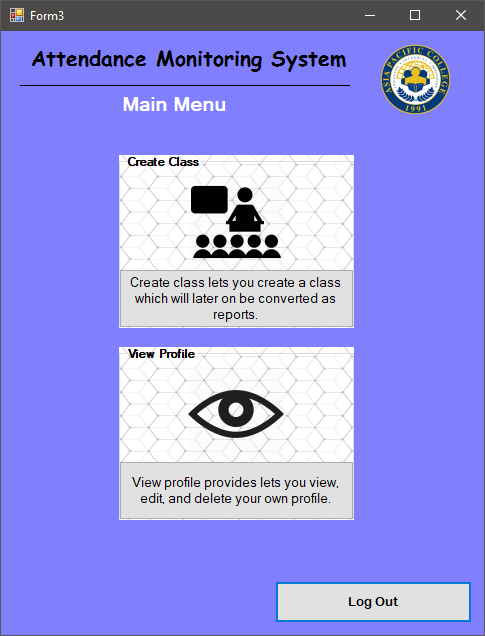 Form3
Attendance Monitoring System
ASIA PACIFIC COLLEGE
1991
Main Menu
Create Class
Create class lets you create a class
which will later on be converted as
reports.
View Profile
View profile provides lets you view,
edit, and delete your own profile.
Log Out